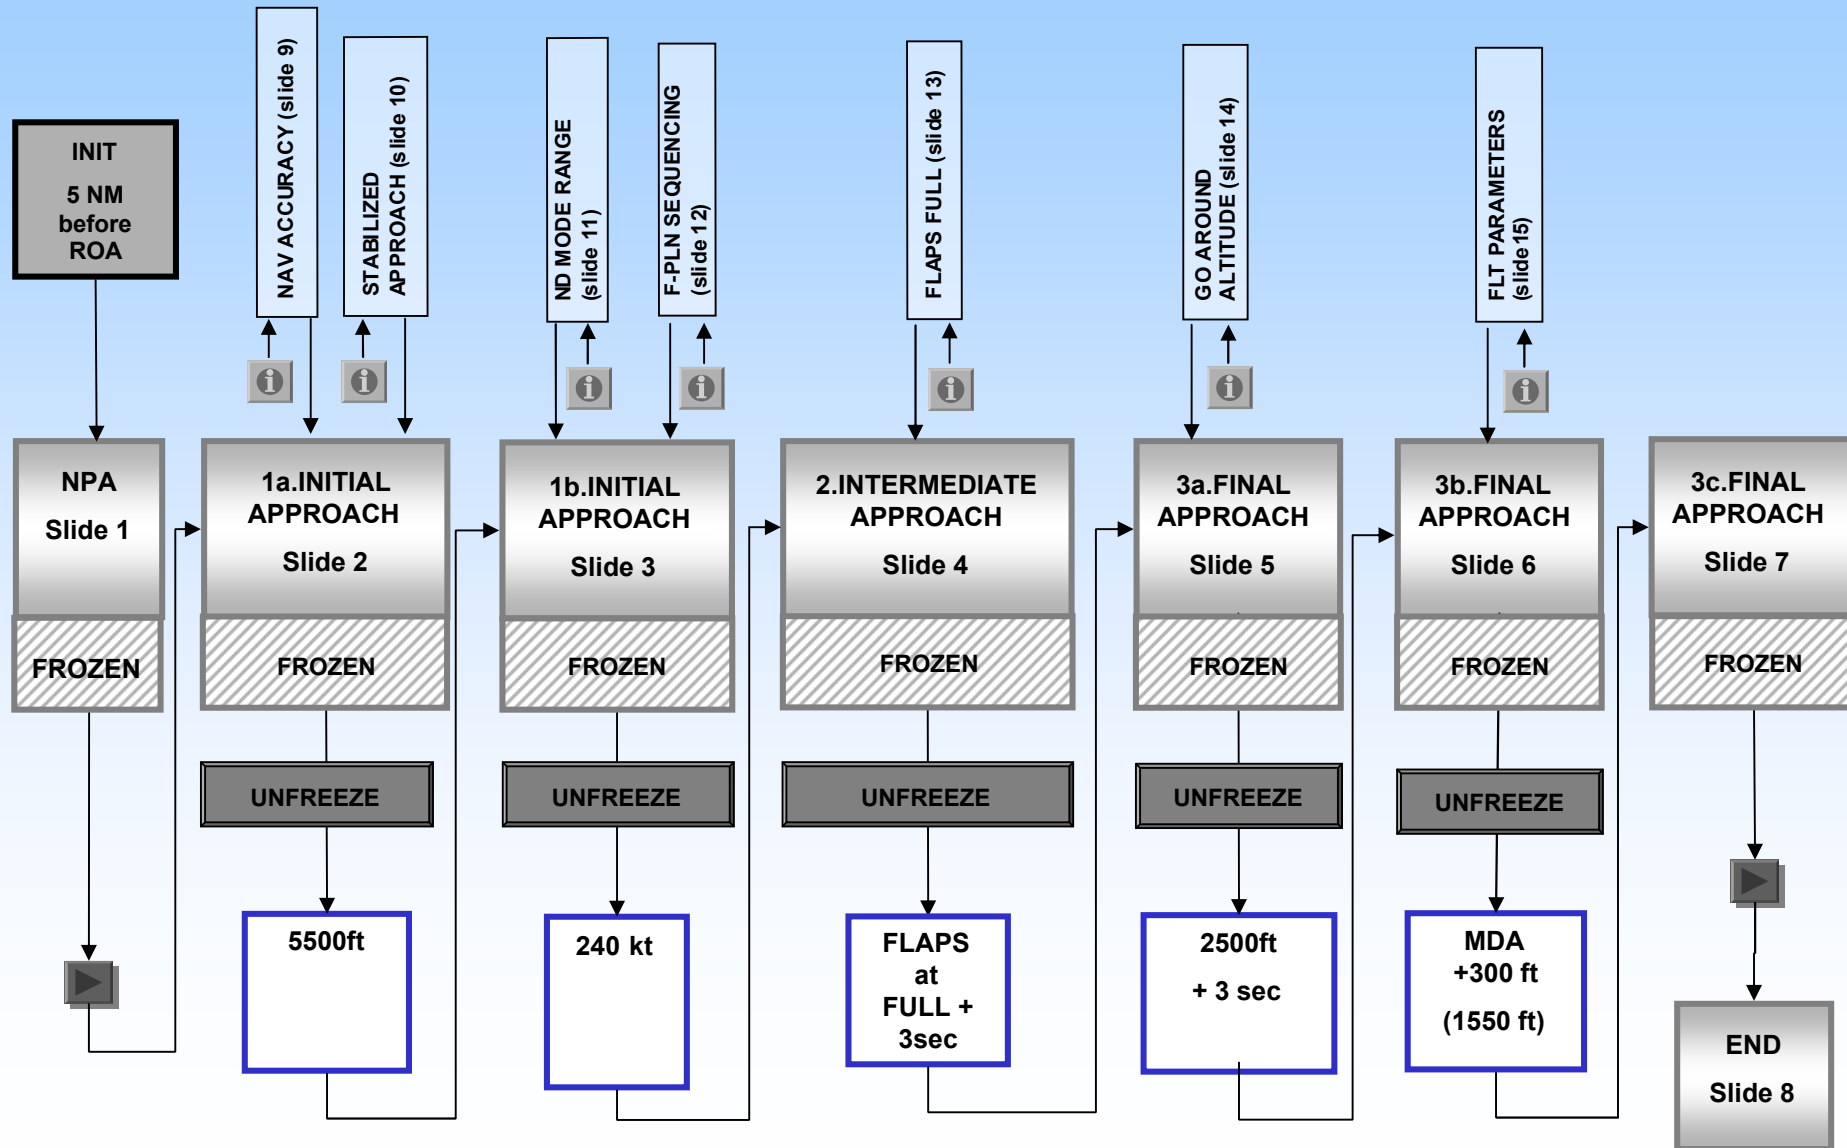 INIT
5 NM
before
ROA
NAV ACCURACY (slide 9)
STABILIZED
APPROACH (slide 10)
ND MODE RANGE
(slide 11)
F-PLN SEQUENCING
(slide 12)
FLAPS FULL (slide 13)
GO AROUND
ALTITUDE (slide 14)
FLT PARAMETERS
(slide 15)
i
i
i
i
i
i
i
NPA
Slide 1
FROZEN
1a.INITIAL
APPROACH
Slide 2
FROZEN
UNFREEZE
5500ft
1b.INITIAL
APPROACH
Slide 3
FROZEN
UNFREEZE
240 kt
2.INTERMEDIATE
APPROACH
Slide 4
FROZEN
UNFREEZE
FLAPS
at
FULL +
3sec
3a.FINAL
APPROACH
Slide 5
FROZEN
UNFREEZE
2500ft
+ 3 sec
3b.FINAL
APPROACH
Slide 6
FROZEN
UNFREEZE
MDA
+300 ft
(1550 ft)
3c.FINAL
APPROACH
Slide 7
FROZEN
END
Slide 8